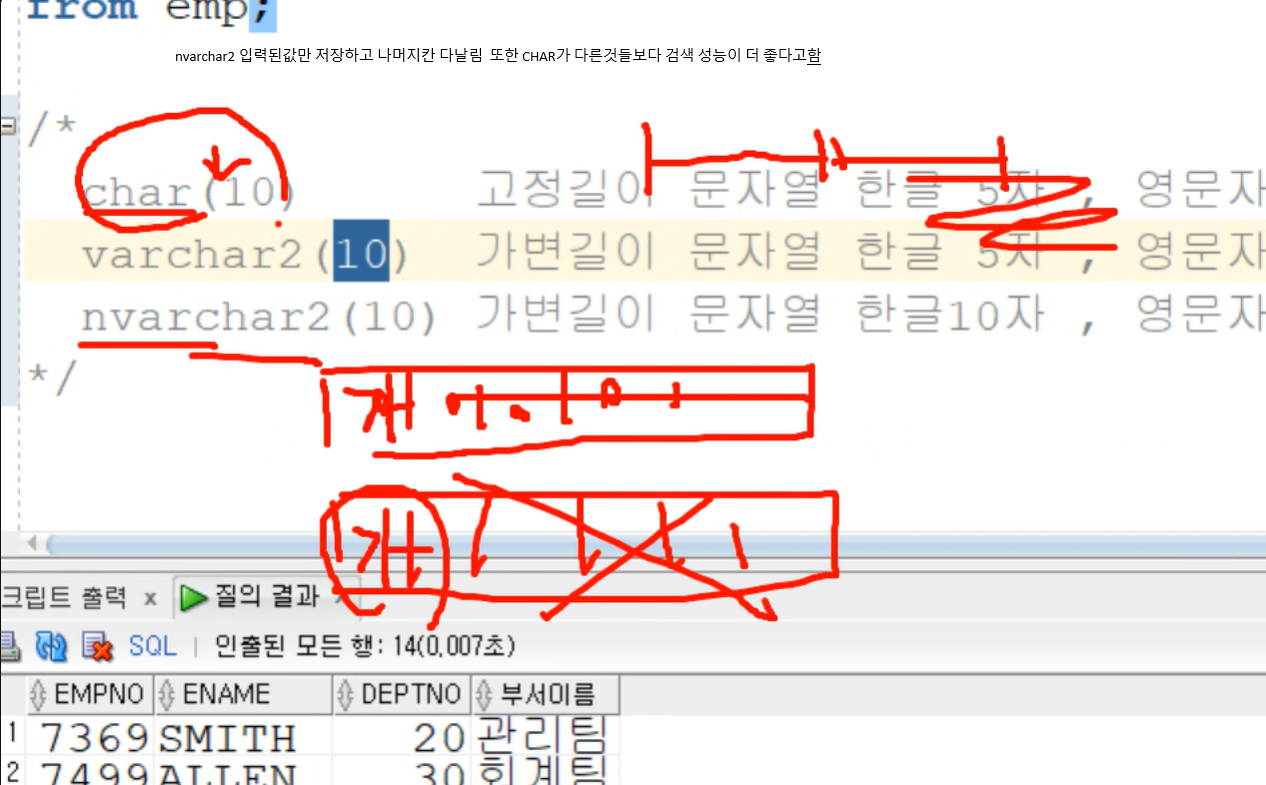 from emp;
nvarchar2 입력된값만 저장하고 나머지칸 다날림 또한 CHAR가 다른것들보다 검색 성능이 더 좋다고함
/*
char(10) 고정길이 문자열 한글 5자 , 영문자
varchar2(10) 가변길이 문자열 한글 5자 , 영문자
nvarchar2(10) 가변길이 문자열 한글10자 , 영문자
*/
개
개
크립트 출력 x 질의 결과 x
SQL | 인출된 모든 행: 14(0,007초)
EMPNO ENAME DEPTNO 부서이름
1 7369 SMITH 20 관리팀
2 7499 ALLEN 30 회계팀